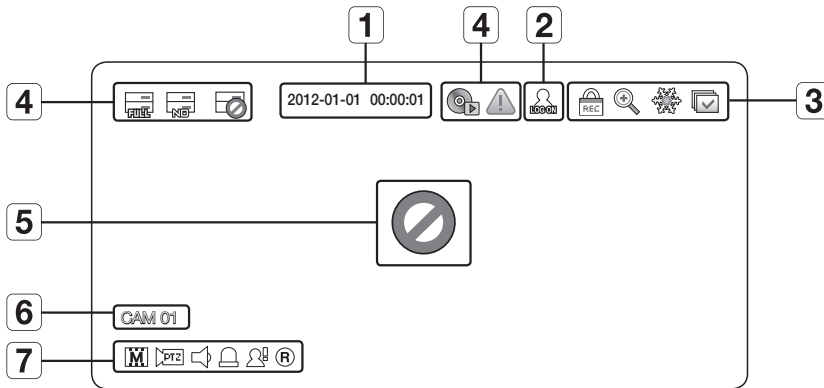 1
4
2
4
FULL
NO
2012-01-01 00:00:01
LOG ON
REC
3
5
6
CAM 01
7
M
PTZ
R